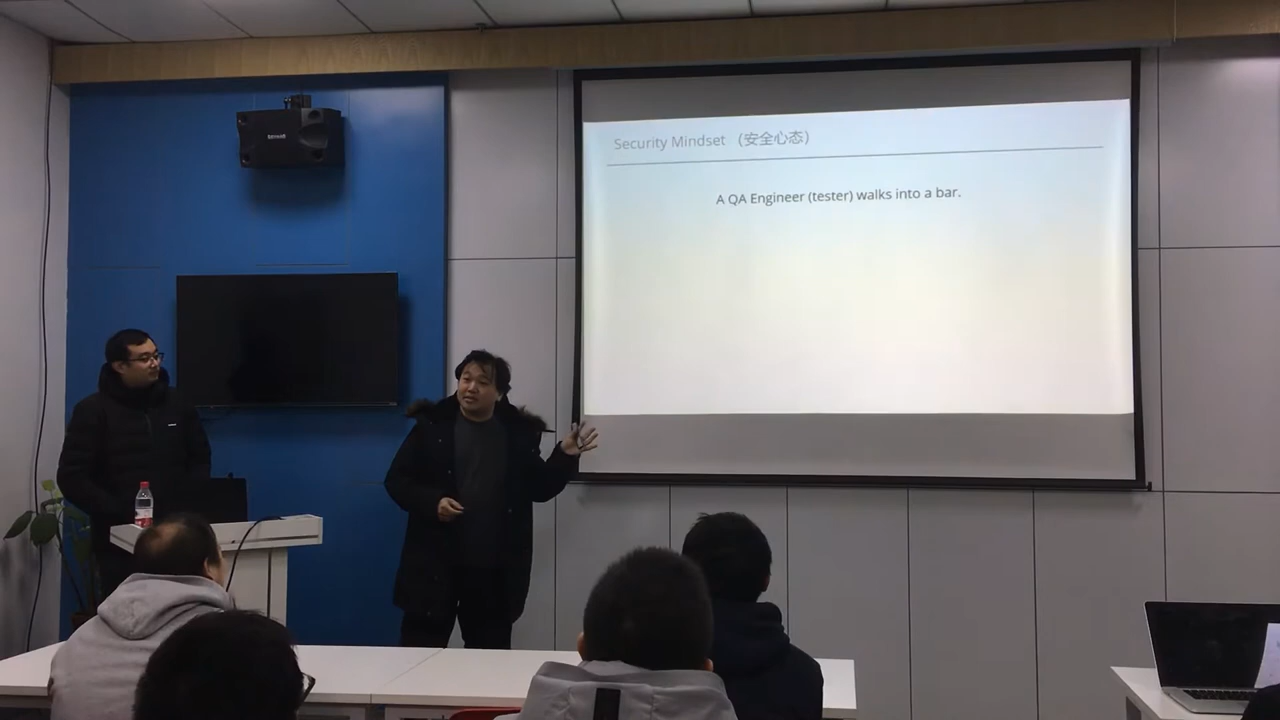 Security Mindset （安全心态）
A QA Engineer (tester) walks into a bar.